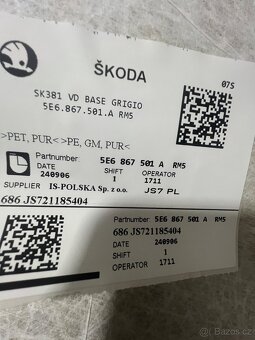 ŠKODA
07S
SK381 VD BASE GRIGIO
5E6.867.501.A RM5
>PET, PUR<>PE, GM, PUR<
Partnumber 5E6 867 501 A RM5
DATE SHIFT OPERATOR
240906 1 1711
SUPPLIER IS-POLSKA Sp. z o.o. JS7 PL
686 JS721185404
Partnumber 5E6 867 501 A RM5
686 JS721185404
DATE 240906
SHIFT 1
OPERATOR 1711